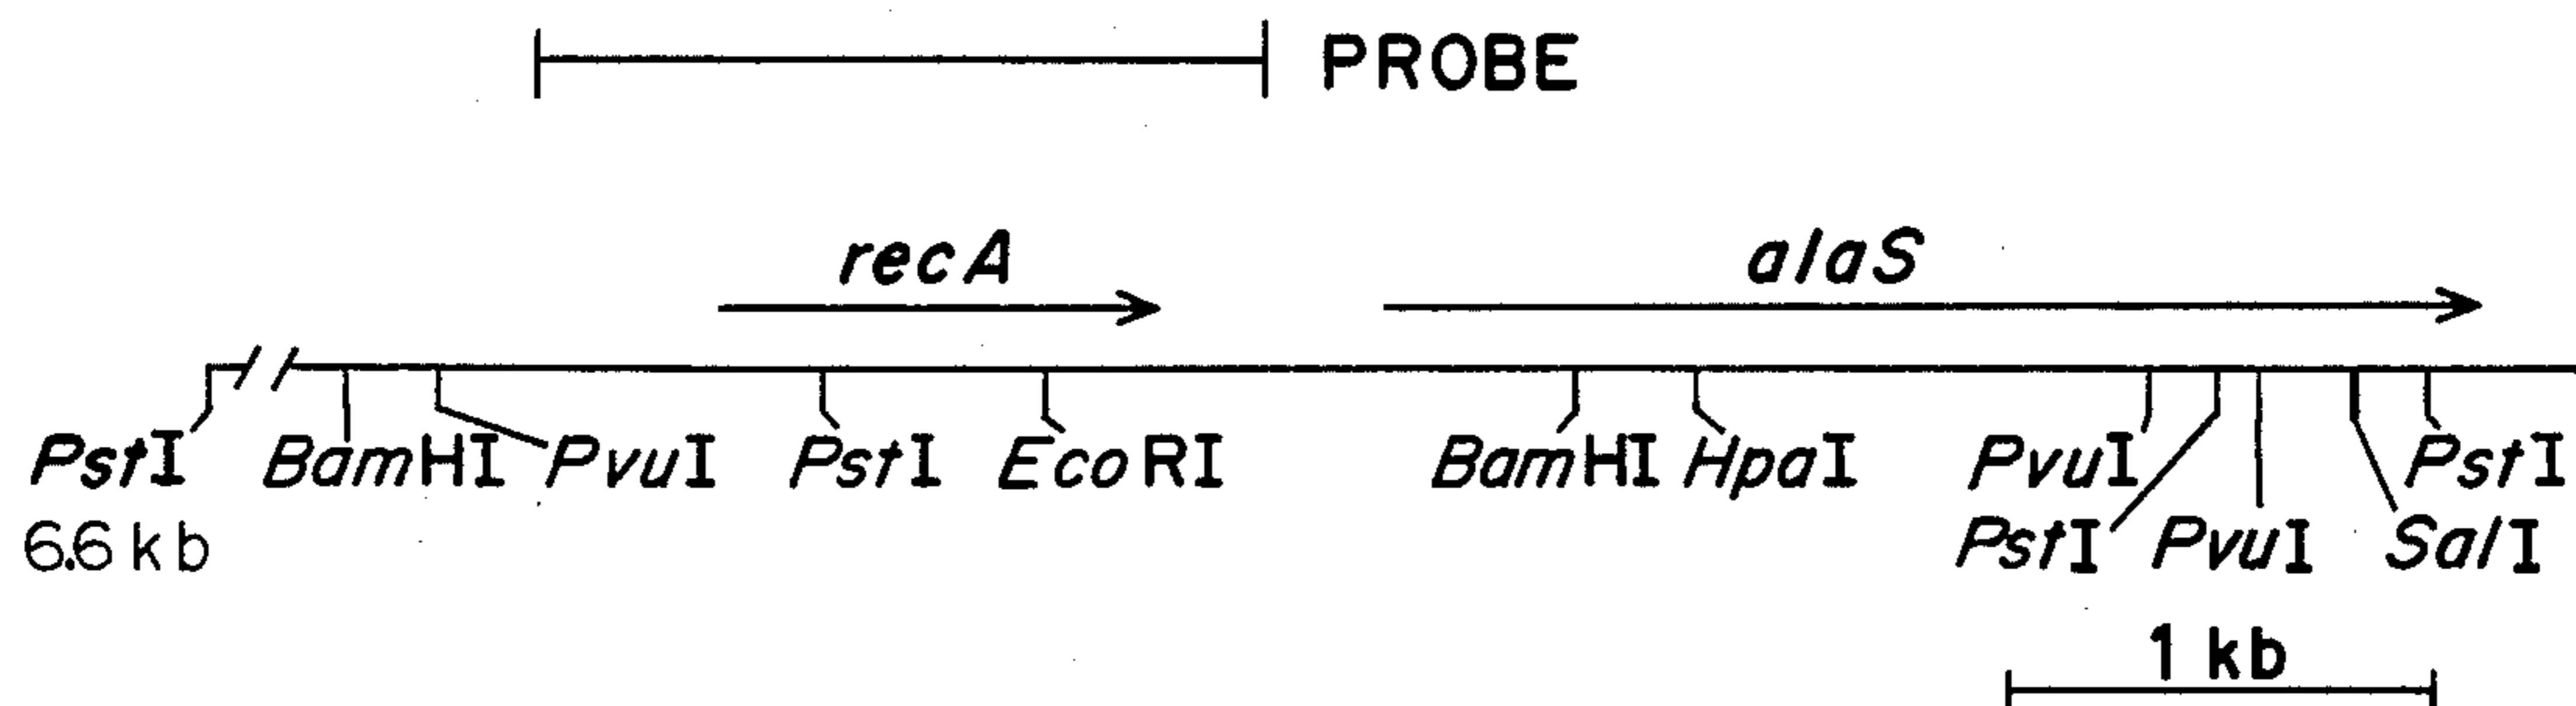 PROBE
recA alaS
PstI BamHI PvuI PstI EcoRI BamHI HpaI PvuI PstI
6.6 kb PstI PvuI SalI
1 kb